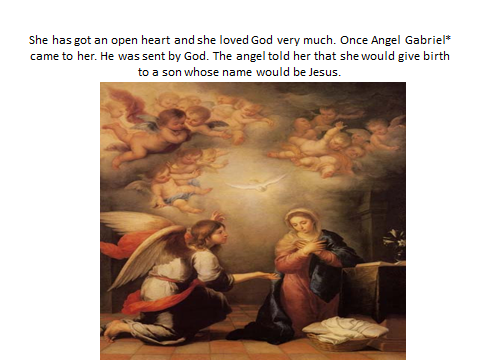 She has got an open heart and she loved God very much. Once Angel Gabriel*
came to her. He was sent by God. The angel told her that she would give birth
to a son whose name would be Jesus.